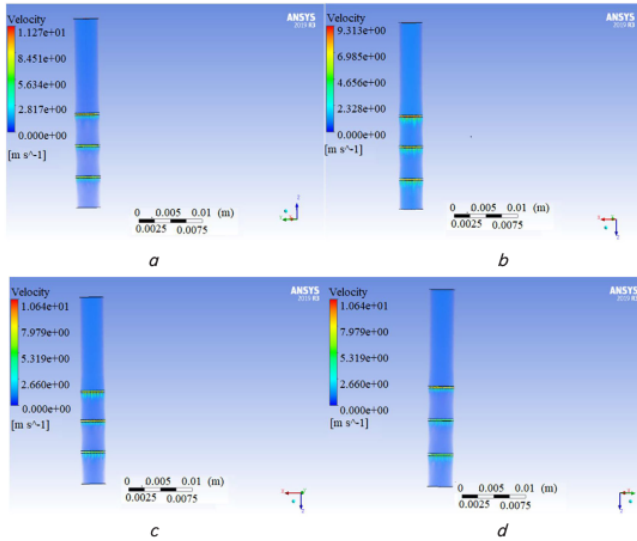 Velocity
1.127e+01
8.451e+00
5.634e+00
2.817e+00
0.000e+00
[m s^-1]
ANSYS
2019 R3
0 0.005 0.01 (m)
0.0025 0.0075
a
Velocity
9.313e+00
6.985e+00
4.656e+00
2.328e+00
0.000e+00
[m s^-1]
ANSYS
2019 R3
0 0.005 0.01 (m)
0.0025 0.0075
b
Velocity
1.064e+01
7.979e+00
5.319e+00
2.660e+00
0.000e+00
[m s^-1]
ANSYS
2019 R3
0 0.005 0.01 (m)
0.0025 0.0075
c
Velocity
1.064e+01
7.979e+00
5.319e+00
2.660e+00
0.000e+00
[m s^-1]
ANSYS
2019 R3
0 0.005 0.01 (m)
0.0025 0.0075
d